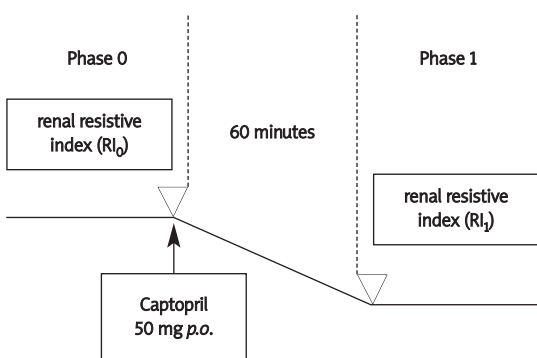 Phase 0
Phase 1
renal resistive
index (RI0)
60 minutes
renal resistive
index (RI1)
Captopril
50 mg p.o.